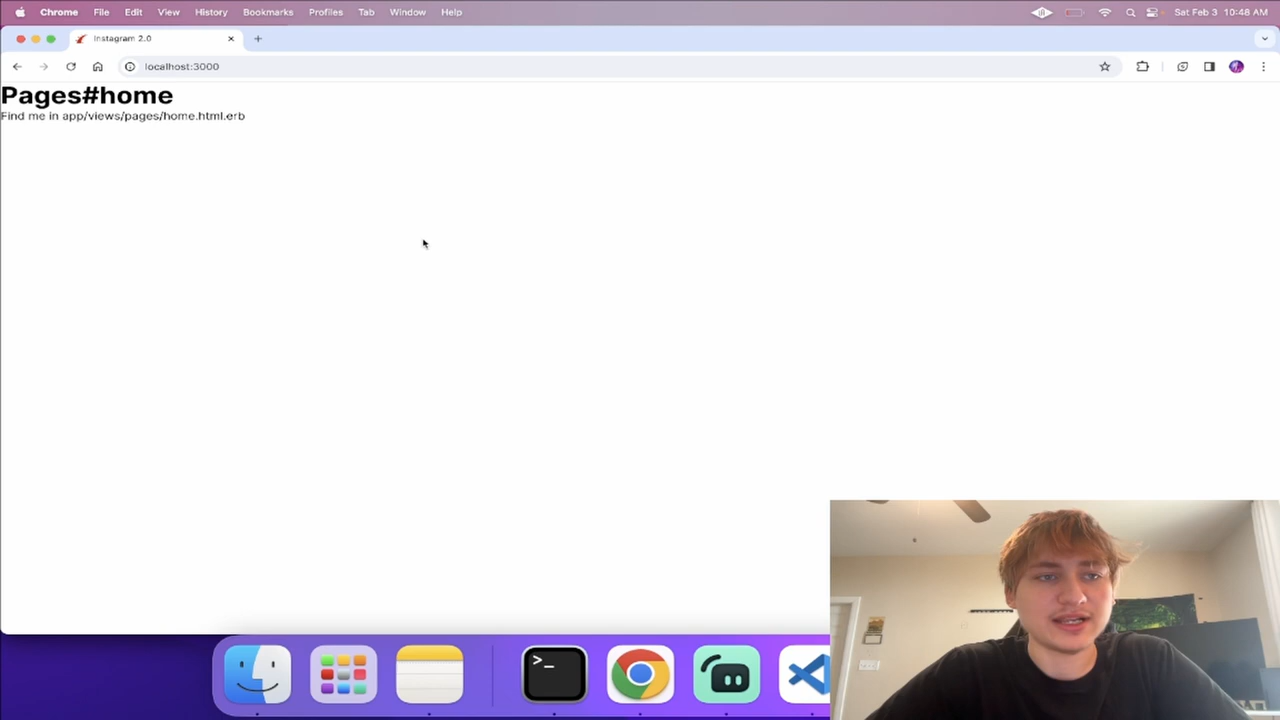 Chrome File Edit View History Bookmarks Profiles Tab Window Help Sat Feb 3 10:48 AM
Instagram 2.0
localhost:3000
Pages#home
Find me in app/views/pages/home.html.erb
>_